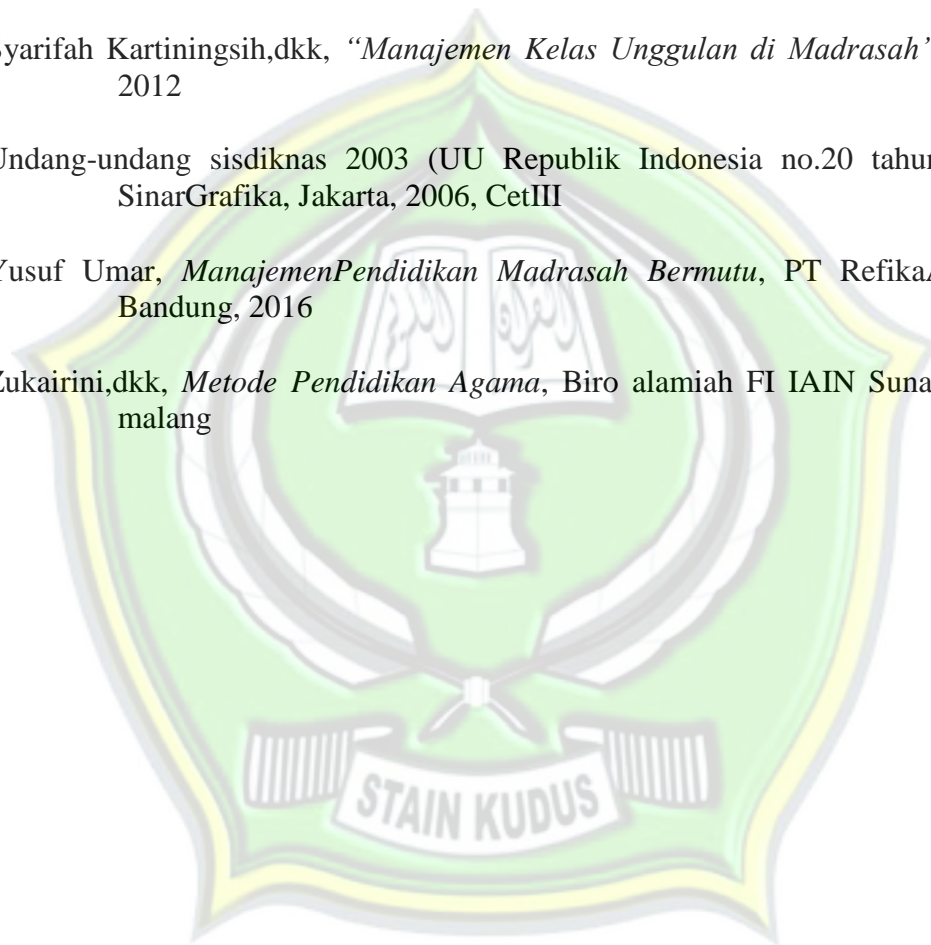 Syarifah Kartiningsih,dkk, “Manajemen Kelas Unggulan di Madrasah”
2012
Undang-undang sisdiknas 2003 (UU Republik Indonesia no.20 tahun
SinarGrafika, Jakarta, 2006, CetIII
Yusuf Umar, ManajemenPendidikan Madrasah Bermutu, PT RefikaA
Bandung, 2016
Zukairini,dkk, Metode Pendidikan Agama, Biro alamiah FI IAIN Suna
malang
STAIN KUDUS